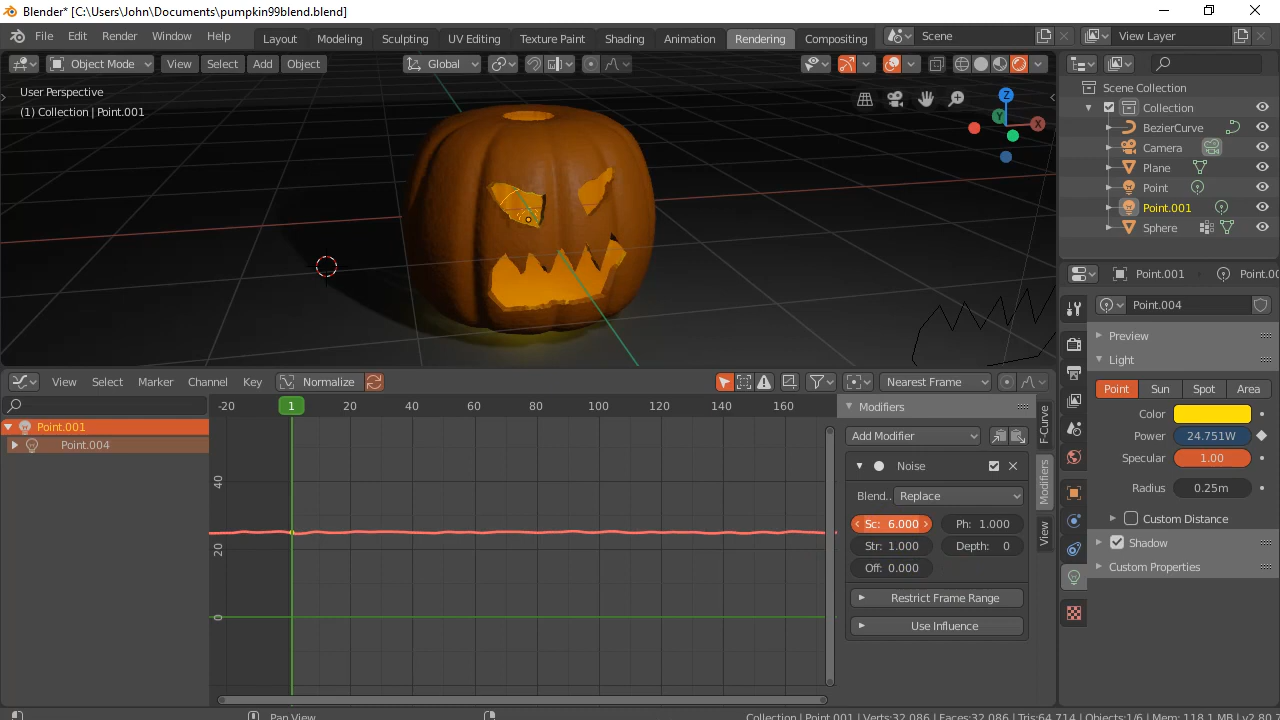 Blender* [C:\Users\John\Documents\pumpkin99blend.blend]
File Edit Render Window Help Layout Modeling Sculpting UV Editing Texture Paint Shading Animation Rendering Compositing Scene View Layer
Object Mode View Select Add Object Global
User Perspective
(1) Collection | Point.001
Z
Y
X
Scene Collection
Collection
BezierCurve
Camera
Plane
Point
Point.001
Sphere
Point.001 Point.00
Point.004
Preview
Light
Point Sun Spot Area
Color
Power 24.751W
Specular 1.00
Radius 0.25m
Custom Distance
Shadow
Custom Properties
View Select Marker Channel Key Normalize Nearest Frame
-20 1 20 40 60 80 100 120 140 160
Point.001
Point.004
40
20
0
Modifiers
Add Modifier
Noise
Blend.. Replace
Sc: 6.000 Ph: 1.000
Str: 1.000 Depth: 0
Off: 0.000
Restrict Frame Range
Use Influence
F-Curve
Modifiers
View
Pan View
Collection | Point.001 | Verts:32,086 | Faces:32,086 | Tris:64,714 | Objects:1/6 | Mem: 118.1 MB | v2.80